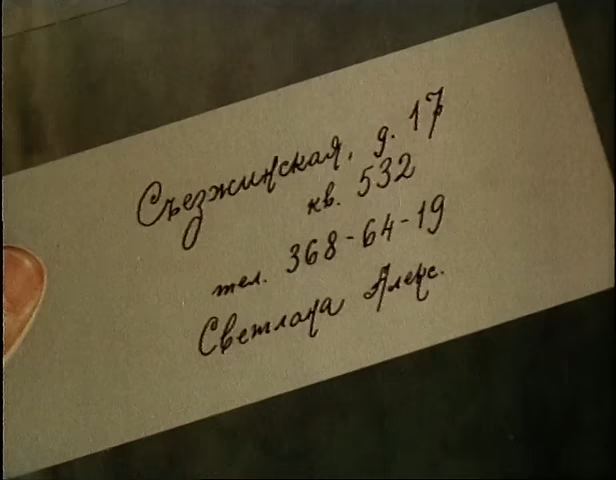 Съезжинская, д. 17
кв. 532
тел. 368-64-19
Светлана Алекс.